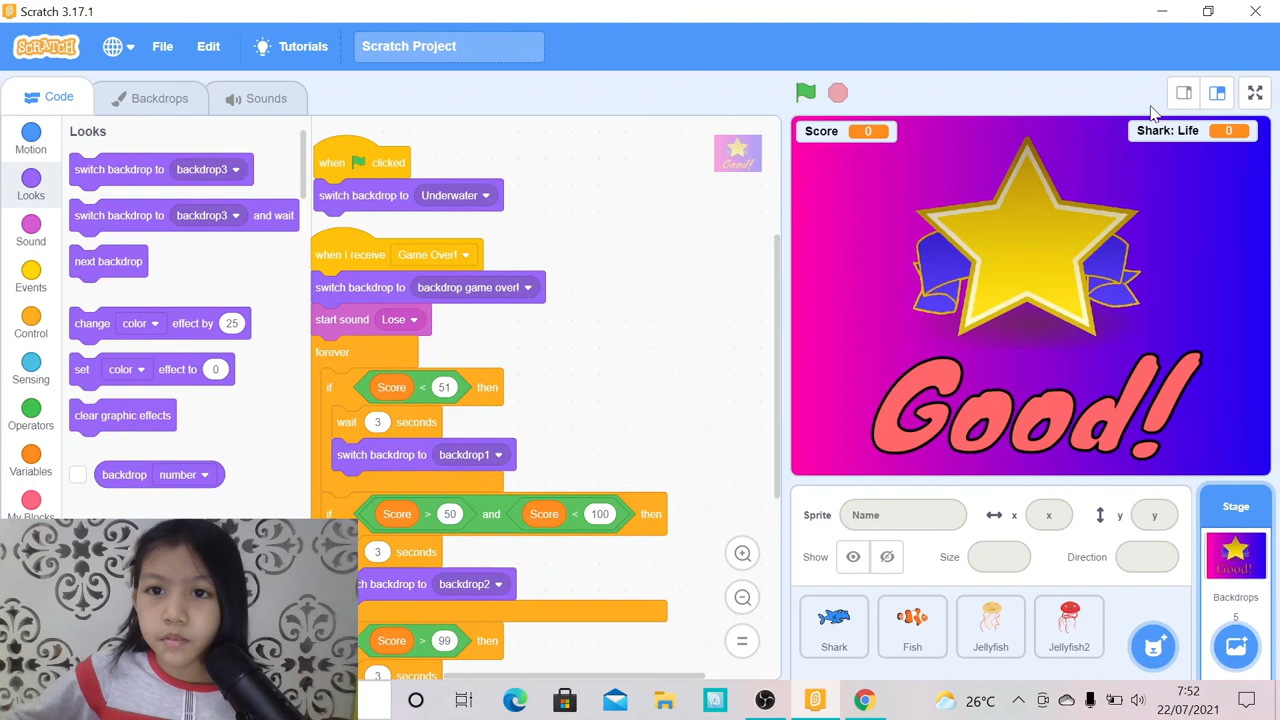 Scratch 3.17.1
SCRATCH File Edit Tutorials Scratch Project
Code Backdrops Sounds
Motion
Looks
Sound
Events
Control
Sensing
Operators
Variables
My Blocks
Looks
switch backdrop to backdrop3
switch backdrop to backdrop3 and wait
next backdrop
change color effect by 25
set color effect to 0
clear graphic effects
backdrop number
when clicked
switch backdrop to Underwater
when I receive Game Over!
switch backdrop to backdrop game over!
start sound Lose
forever
if Score < 51 then
wait 3 seconds
switch backdrop to backdrop1
if Score > 50 and Score < 100 then
3 seconds
backdrop to backdrop2
Score > 99 then
3 seconds
Good!
Score 0
Shark: Life 0
Good!
Sprite Name x x y y
Show Size Direction
Shark Fish Jellyfish Jellyfish2
Stage
Good!
Backdrops
5
26°C
7:52
22/07/2021